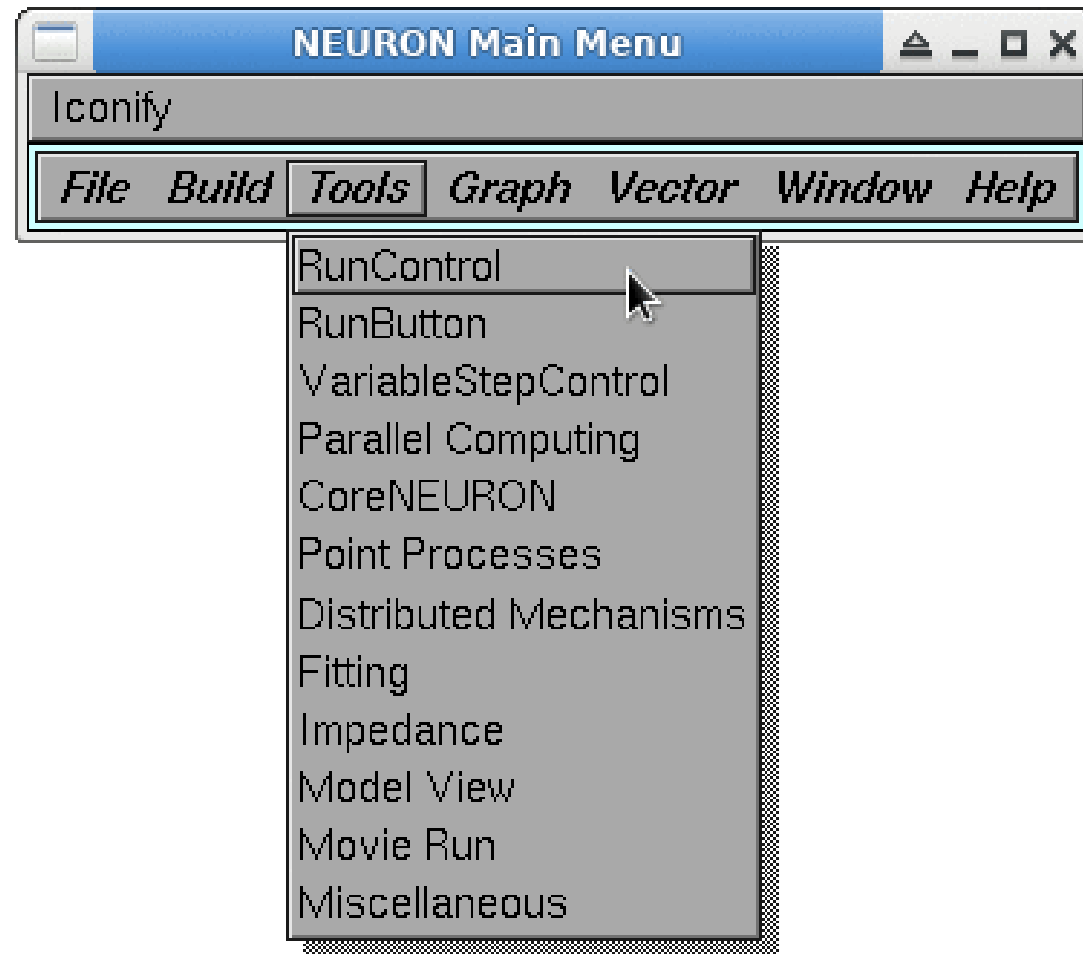 NEURON Main Menu
Iconify
File Build Tools Graph Vector Window Help
RunControl
RunButton
VariableStepControl
Parallel Computing
CoreNEURON
Point Processes
Distributed Mechanisms
Fitting
Impedance
Model View
Movie Run
Miscellaneous